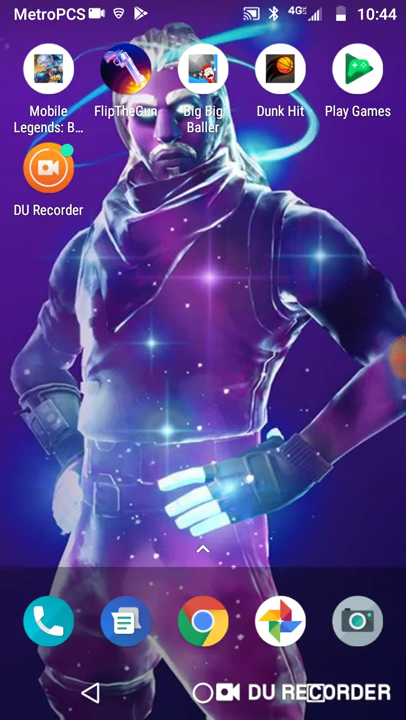 MetroPCS 4G 10:44
Mobile Legends: B...
FlipTheGun
Big Big Baller
Dunk Hit
Play Games
DU Recorder
DU RECORDER